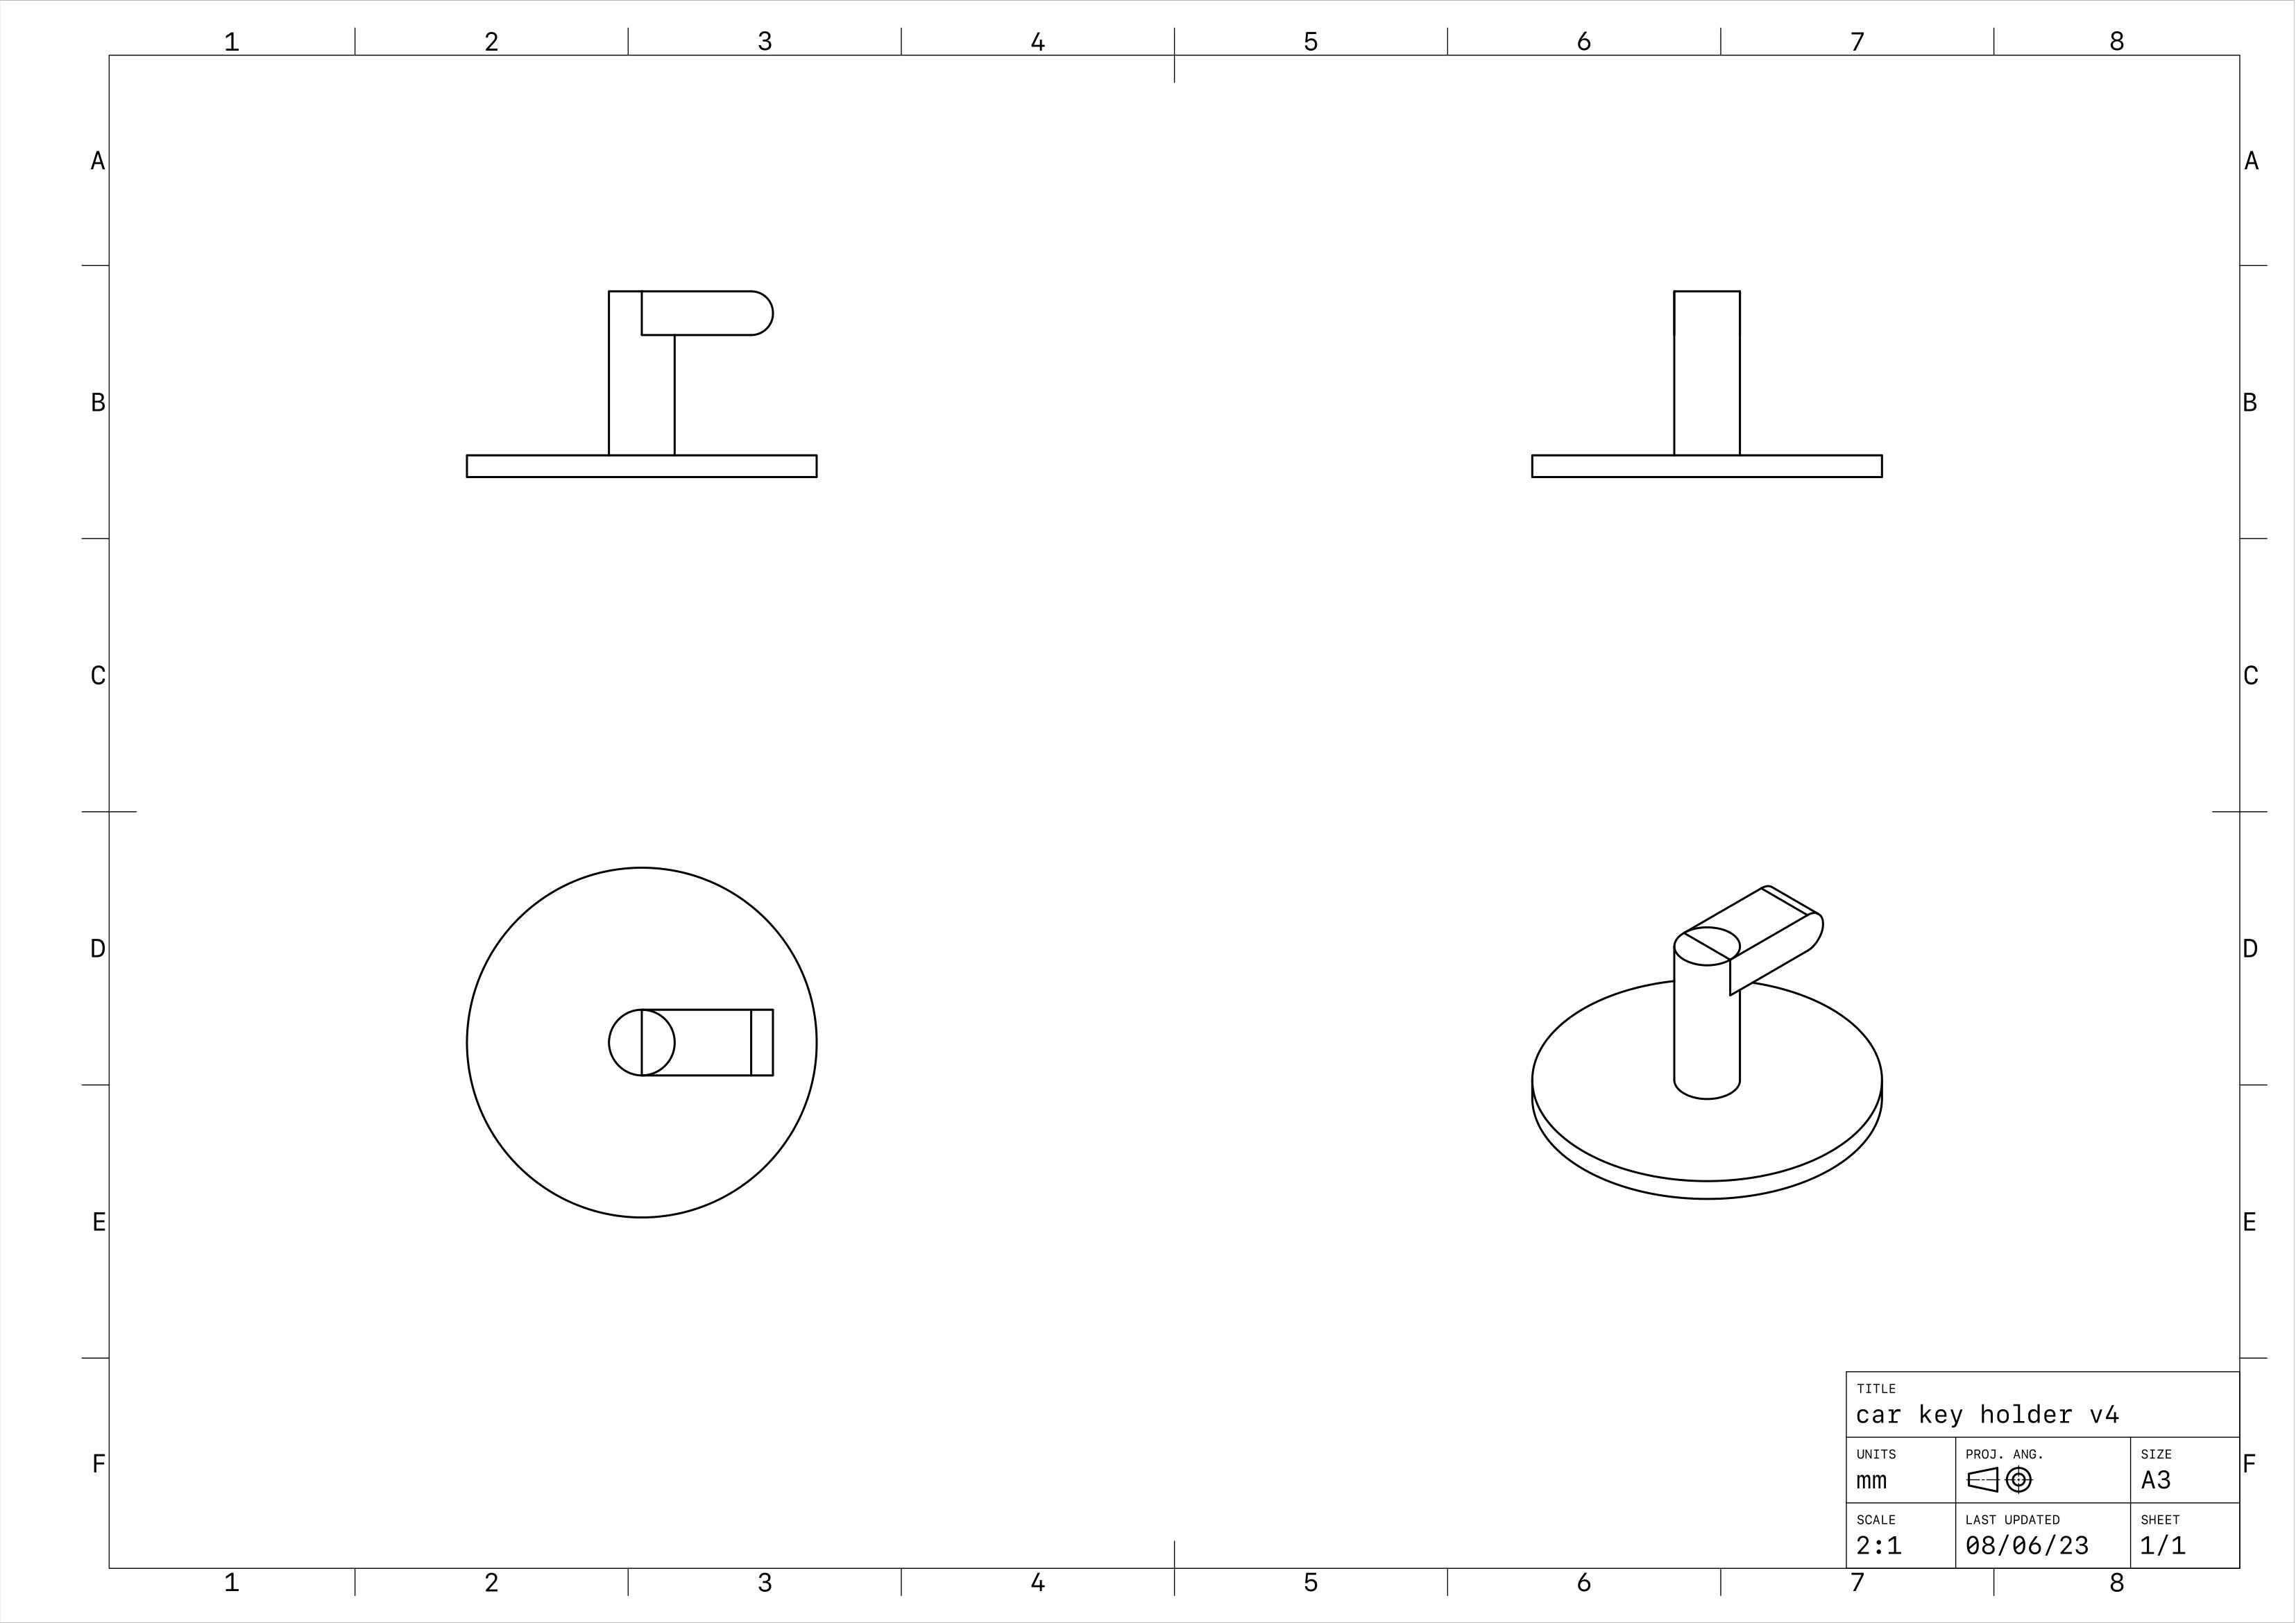 1 2 3 4 5 6 7 8
A A
B B
C C
D D
E E
TITLE
car key holder v4
UNITS PROJ. ANG. SIZE
F mm A3 F
SCALE LAST UPDATED SHEET
2:1 08/06/23 1/1
1 2 3 4 5 6 7 8